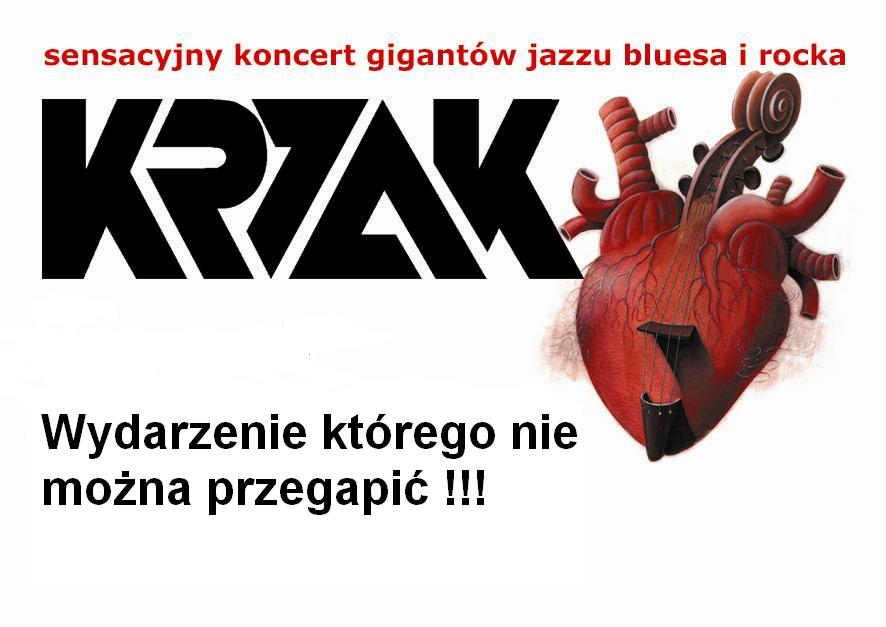 sensacyjny koncert gigantów jazzu bluesa i rocka
KRZAK
Wydarzenie którego nie
można przegapić !!!